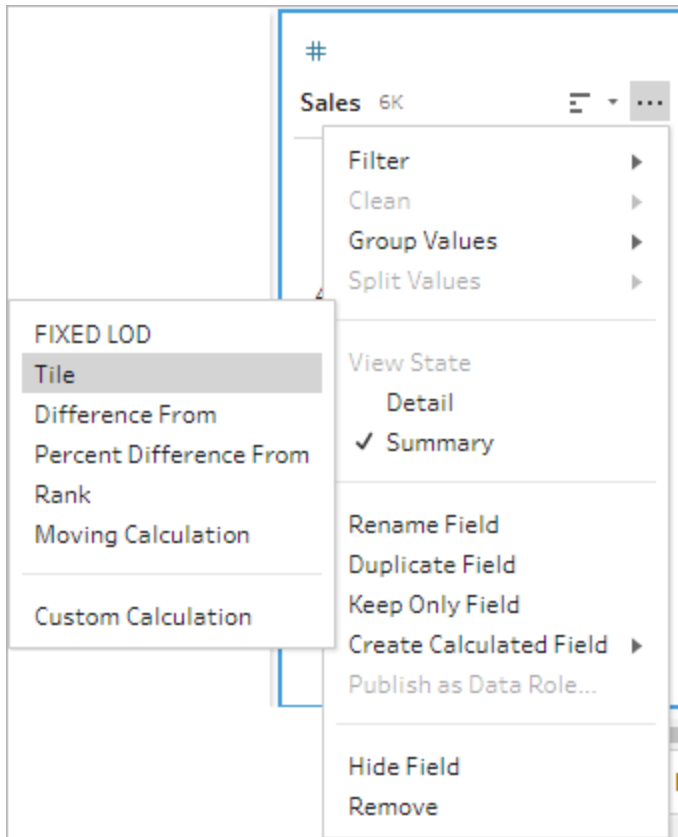 #
Sales 6K
Filter
Clean
Group Values
Split Values
View State
Detail
✓ Summary
Rename Field
Duplicate Field
Keep Only Field
Create Calculated Field
Publish as Data Role...
Hide Field
Remove
FIXED LOD
Tile
Difference From
Percent Difference From
Rank
Moving Calculation
Custom Calculation